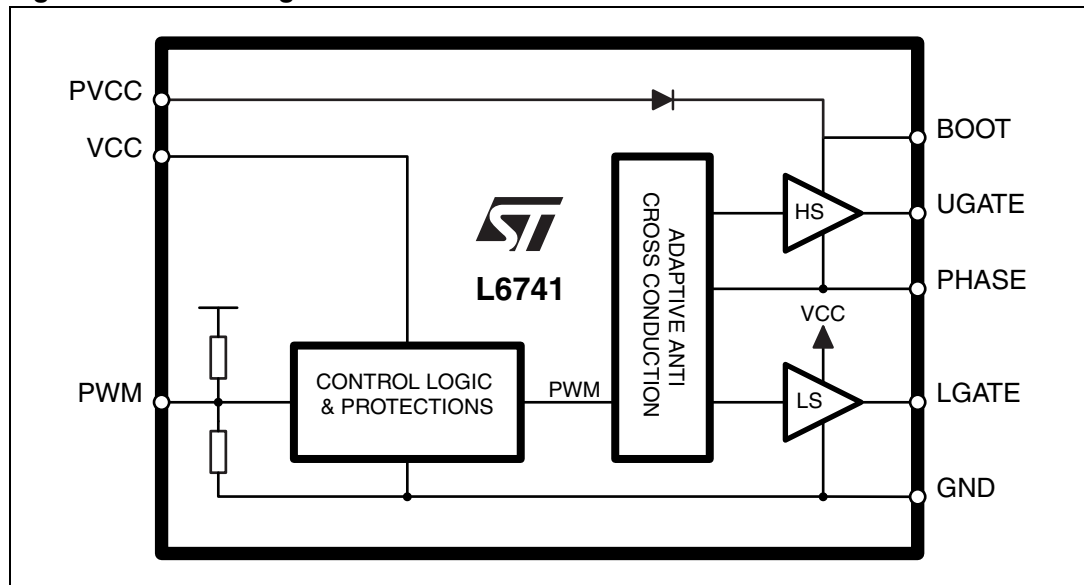 PVCC
VCC
BOOT
UGATE
HS
ADAPTIVE ANTI
CROSS CONDUCTION
ST
L6741
PHASE
VCC
PWM
CONTROL LOGIC
& PROTECTIONS
PWM
LS
LGATE
GND